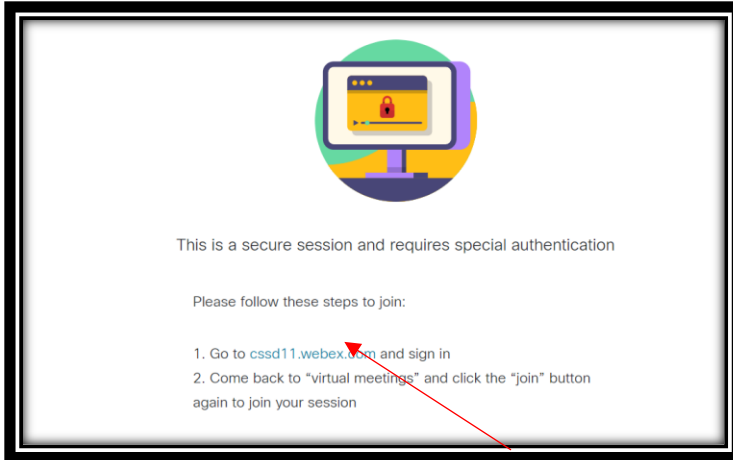 This is a secure session and requires special authentication
Please follow these steps to join:
1. Go to cssd11.webex.com and sign in
2. Come back to “virtual meetings” and click the “join” button
again to join your session